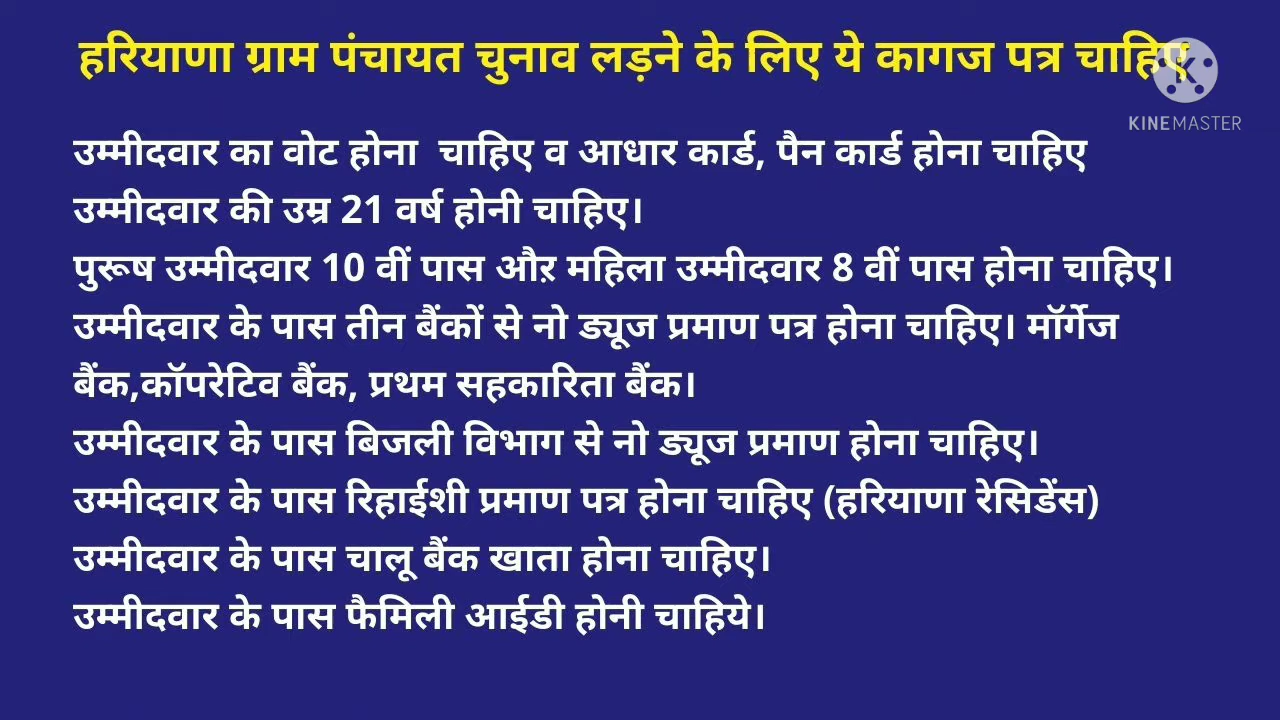 हरियाणा ग्राम पंचायत चुनाव लड़ने के लिए ये कागज पत्र चाहिए
KINEMASTER
उम्मीदवार का वोट होना चाहिए व आधार कार्ड, पैन कार्ड होना चाहिए
उम्मीदवार की उम्र 21 वर्ष होनी चाहिए।
पुरूष उम्मीदवार 10 वीं पास औऱ महिला उम्मीदवार 8 वीं पास होना चाहिए।
उम्मीदवार के पास तीन बैंकों से नो ड्यूज प्रमाण पत्र होना चाहिए। मॉर्गेज
बैंक,कॉपरेटिव बैंक, प्रथम सहकारिता बैंक।
उम्मीदवार के पास बिजली विभाग से नो ड्यूज प्रमाण होना चाहिए।
उम्मीदवार के पास रिहाईशी प्रमाण पत्र होना चाहिए (हरियाणा रेसिडेंस)
उम्मीदवार के पास चालू बैंक खाता होना चाहिए।
उम्मीदवार के पास फैमिली आईडी होनी चाहिये।